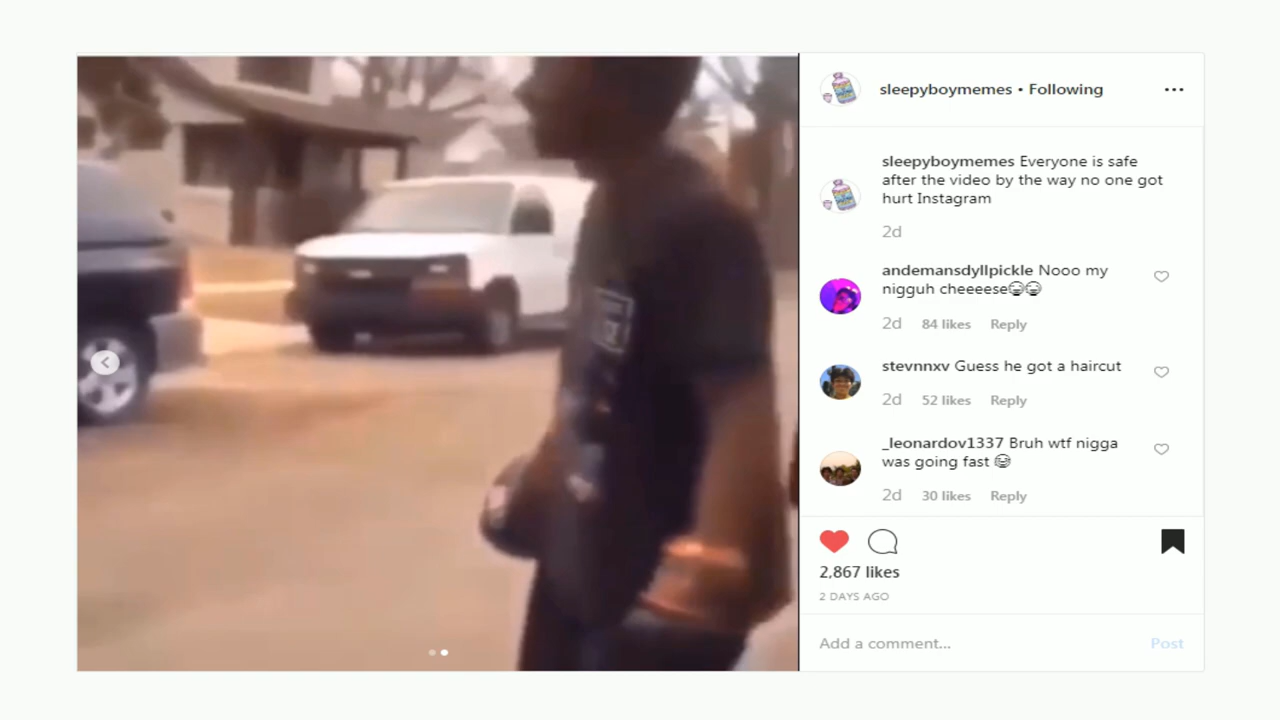 sleepyboymemes • Following
sleepyboymemes Everyone is safe
after the video by the way no one got
hurt Instagram
2d
andemansdyllpickle Nooo my
nigguh cheeeese😂😂
2d 84 likes Reply
stevnnxv Guess he got a haircut
2d 52 likes Reply
_leonardov1337 Bruh wtf nigga
was going fast 😂
2d 30 likes Reply
2,867 likes
2 DAYS AGO
Add a comment... Post